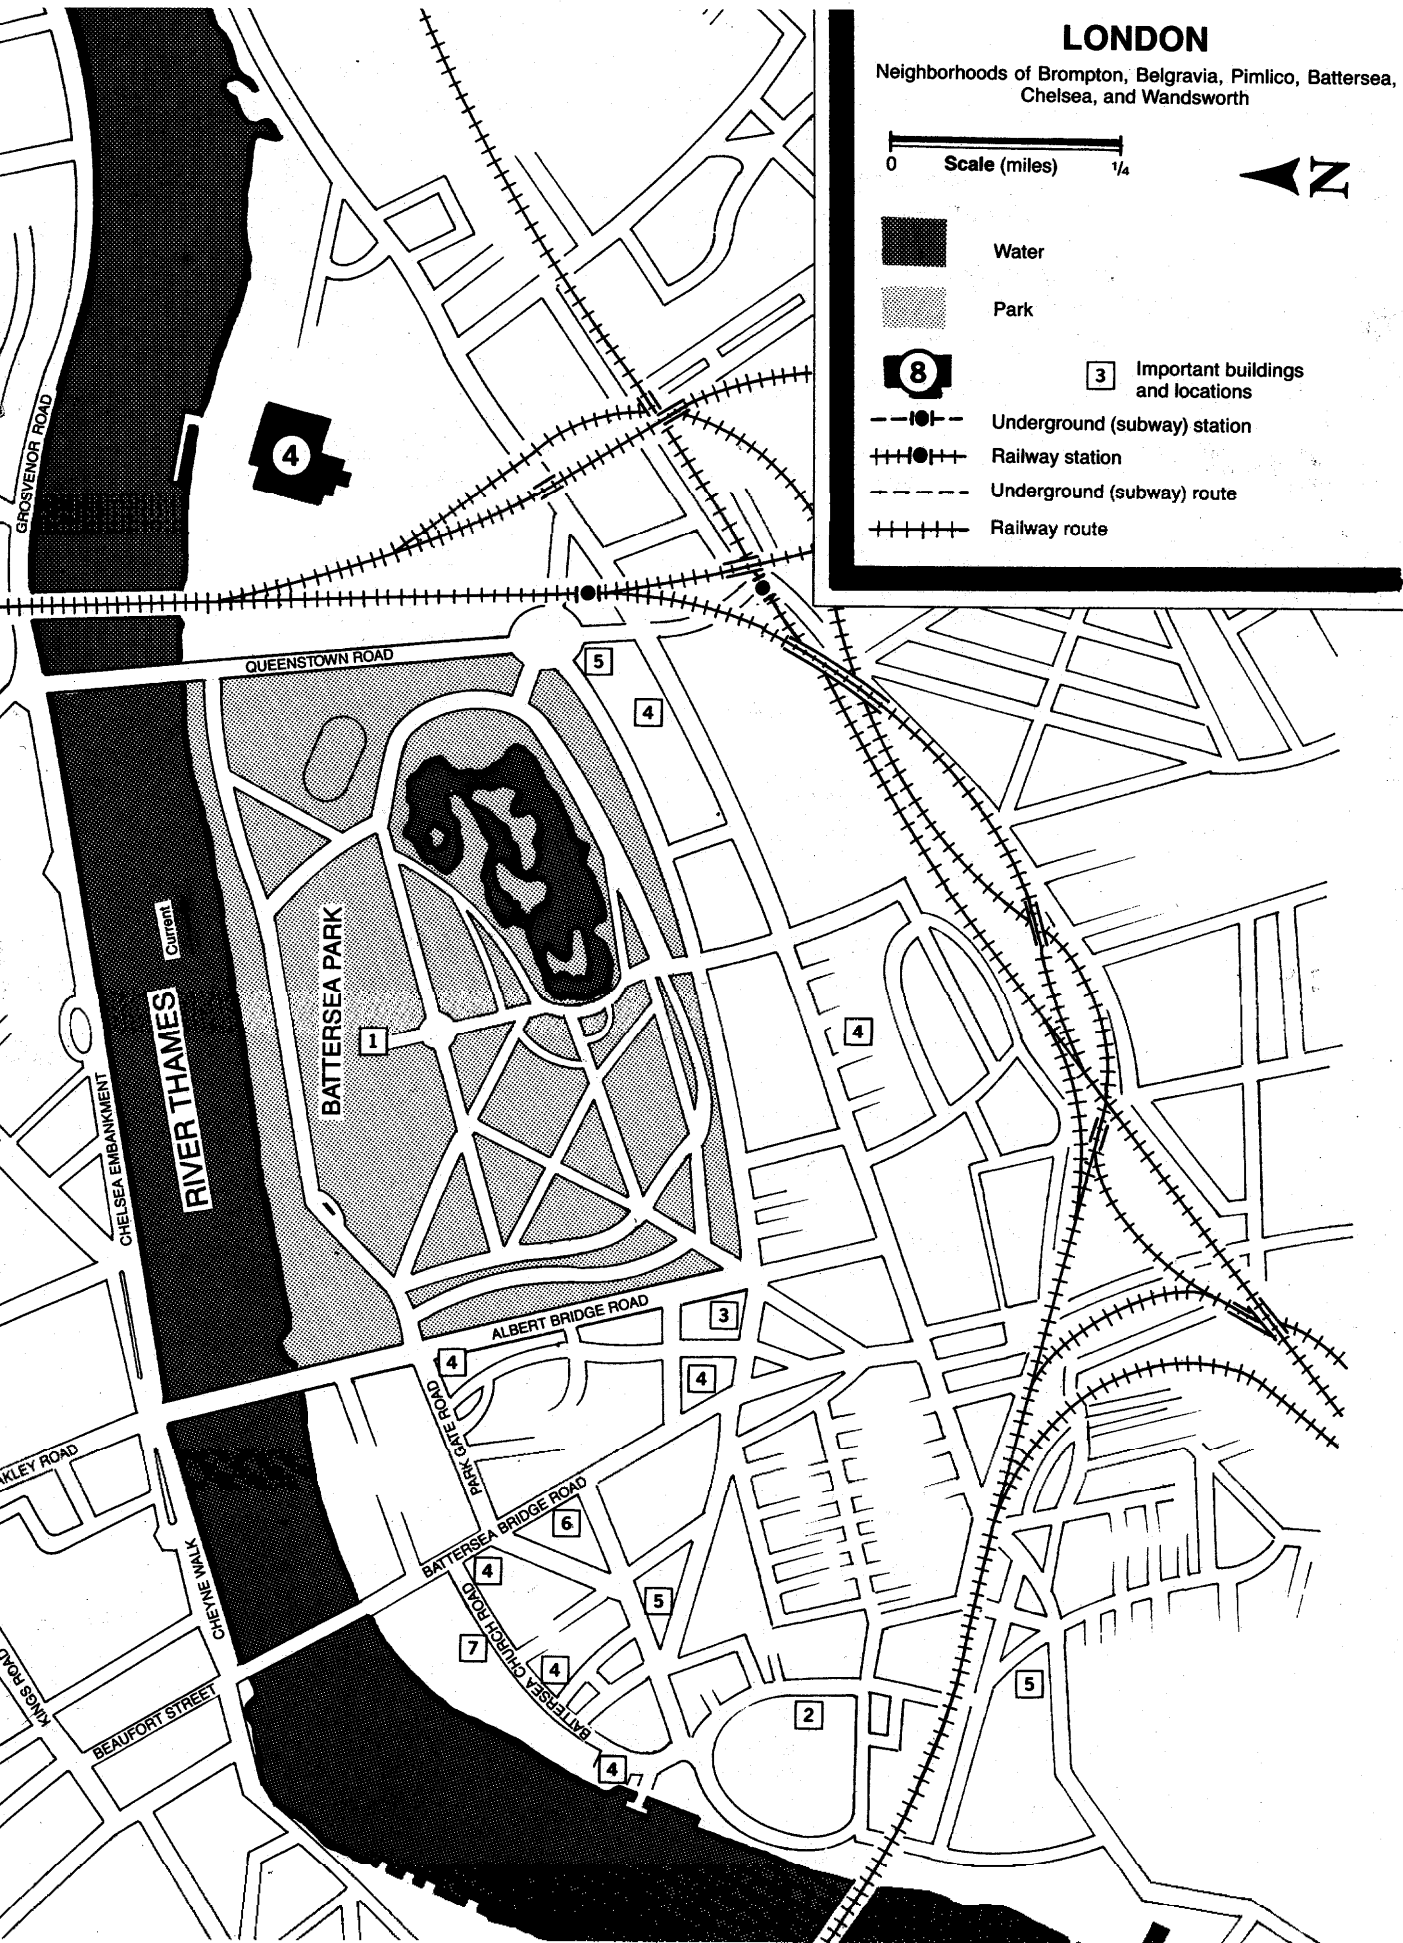 LONDON
Neighborhoods of Brompton, Belgravia, Pimlico, Battersea,
Chelsea, and Wandsworth
0 Scale (miles) 1/4
N
Water
Park
8
3 Important buildings
and locations
Underground (subway) station
Railway station
Underground (subway) route
Railway route
GROSVENOR ROAD
4
QUEENSTOWN ROAD
5
4
Current
RIVER THAMES
BATTERSEA PARK
1
4
CHELSEA EMBANKMENT
ALBERT BRIDGE ROAD
3
4
4
PARK GATE ROAD
AKLEY ROAD
BATTERSEA BRIDGE ROAD
6
4
CHEYNE WALK
5
7
BATTERSEA CHURCH ROAD
4
KINGS ROAD
BEAUFORT STREET
5
2
4